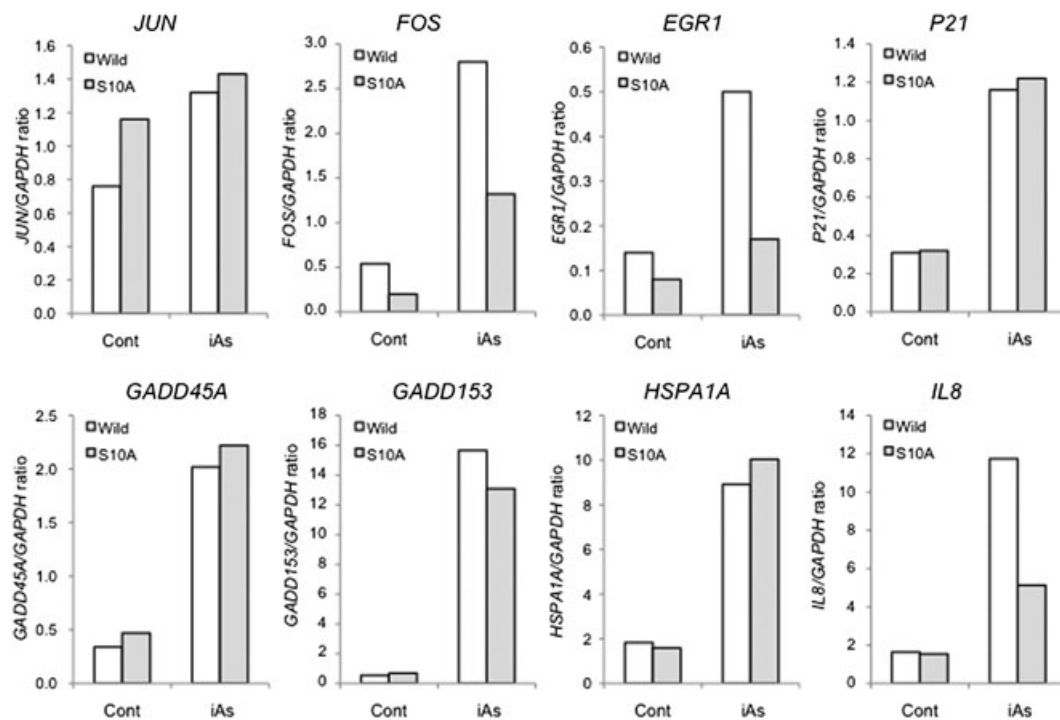 JUN
JUN/GAPDH ratio
1.6
1.4
1.2
1.0
0.8
0.6
0.4
0.2
0.0
Wild
S10A
Cont iAs
FOS
FOS/GAPDH ratio
3.0
2.5
2.0
1.5
1.0
0.5
0.0
Wild
S10A
Cont iAs
EGR1
EGR1/GAPDH ratio
0.6
0.5
0.4
0.3
0.2
0.1
0.0
Wild
S10A
Cont iAs
P21
P21/GAPDH ratio
1.4
1.2
1.0
0.8
0.6
0.4
0.2
0.0
Wild
S10A
Cont iAs
GADD45A
GADD45A/GAPDH ratio
2.5
2.0
1.5
1.0
0.5
0.0
Wild
S10A
Cont iAs
GADD153
GADD153/GAPDH ratio
18
16
14
12
10
8
6
4
2
0
Wild
S10A
Cont iAs
HSPA1A
HSPA1A/GAPDH ratio
12
10
8
6
4
2
0
Wild
S10A
Cont iAs
IL8
IL8/GAPDH ratio
14
12
10
8
6
4
2
0
Wild
S10A
Cont iAs